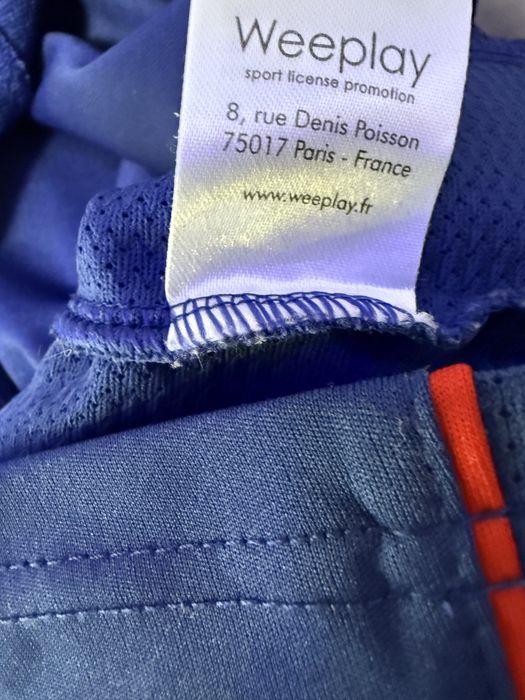 Weeplay
sport license promotion
8, rue Denis Poisson
75017 Paris - France
www.weeplay.fr